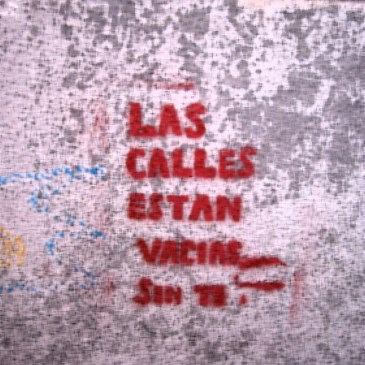 LAS
CALLES
ESTAN
VACIAS
SIN TI.